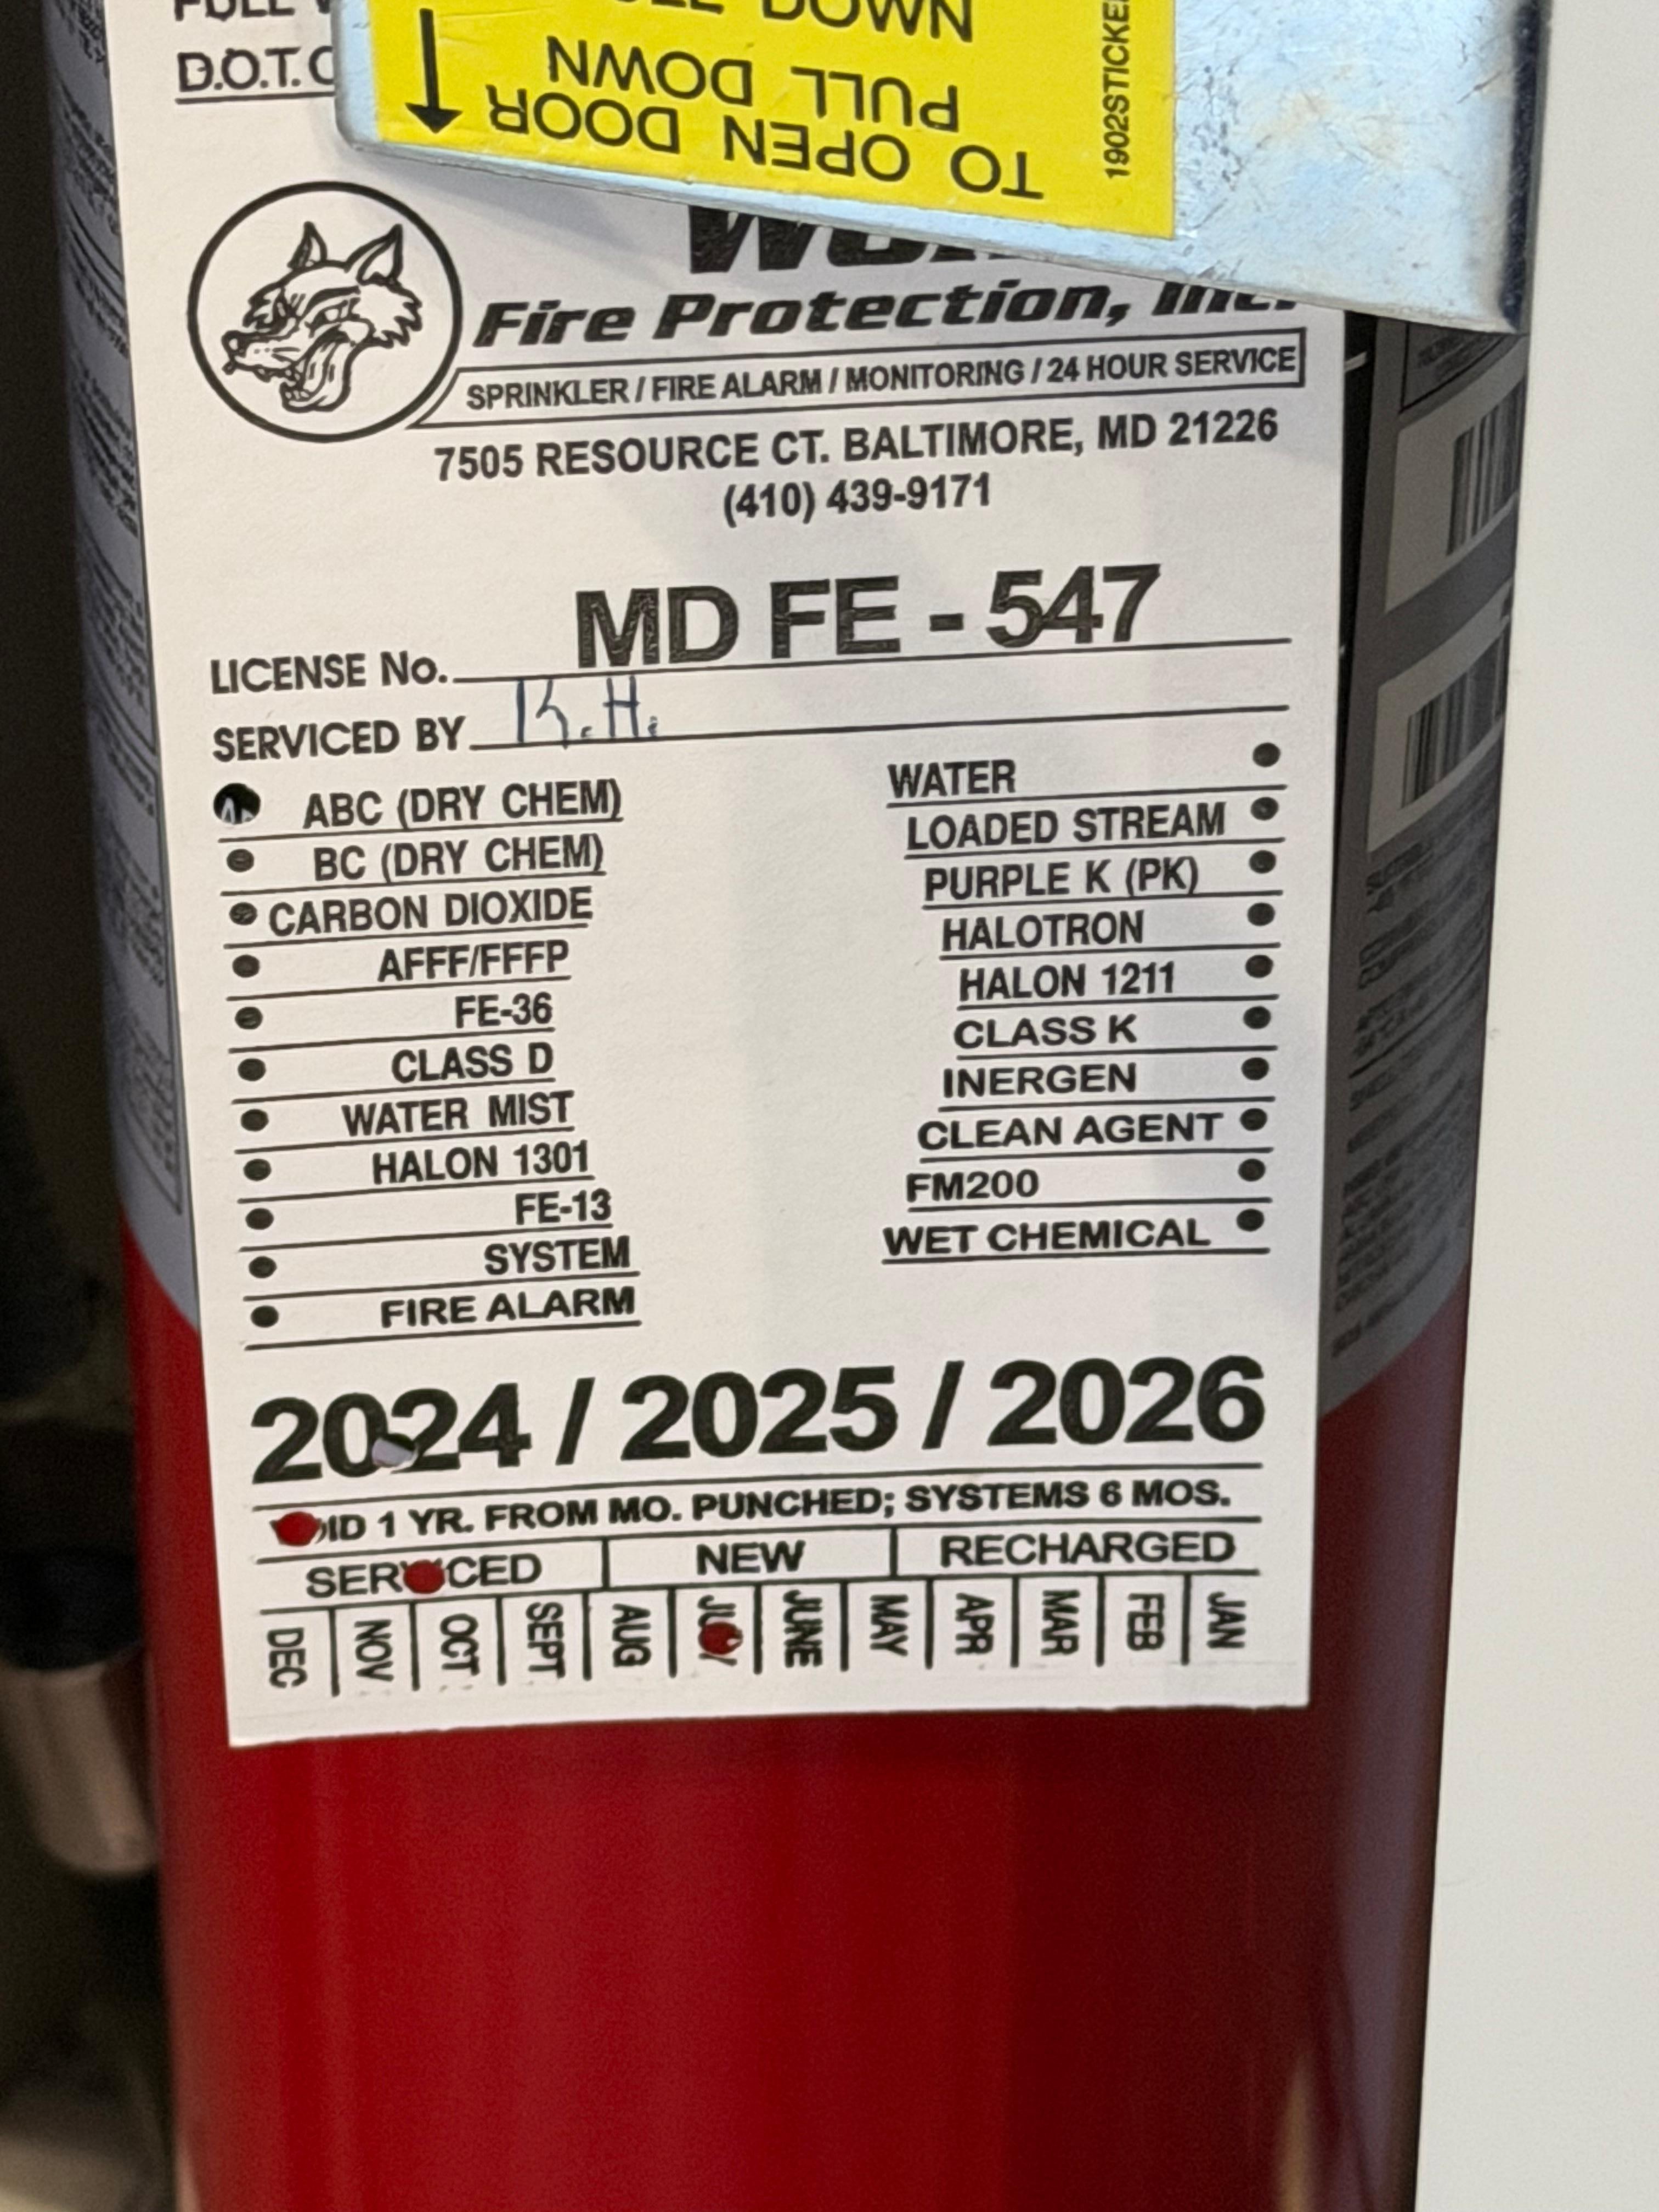 D.O.T.
DOWN
PULL DOWN
TO OPEN DOOR
1902STICKE
Fire Protection, Inc.
SPRINKLER / FIRE ALARM / MONITORING / 24 HOUR SERVICE
7505 RESOURCE CT. BALTIMORE, MD 21226
(410) 439-9171
LICENSE No. MD FE - 547
SERVICED BY K.H.
ABC (DRY CHEM)
BC (DRY CHEM)
CARBON DIOXIDE
AFFF/FFFP
FE-36
CLASS D
WATER MIST
HALON 1301
FE-13
SYSTEM
FIRE ALARM
WATER
LOADED STREAM
PURPLE K (PK)
HALOTRON
HALON 1211
CLASS K
INERGEN
CLEAN AGENT
FM200
WET CHEMICAL
2024 / 2025 / 2026
ID 1 YR. FROM MO. PUNCHED; SYSTEMS 6 MOS.
SERVICED NEW RECHARGED
DEC NOV OCT SEPT AUG JULY JUNE MAY APR MAR FEB JAN